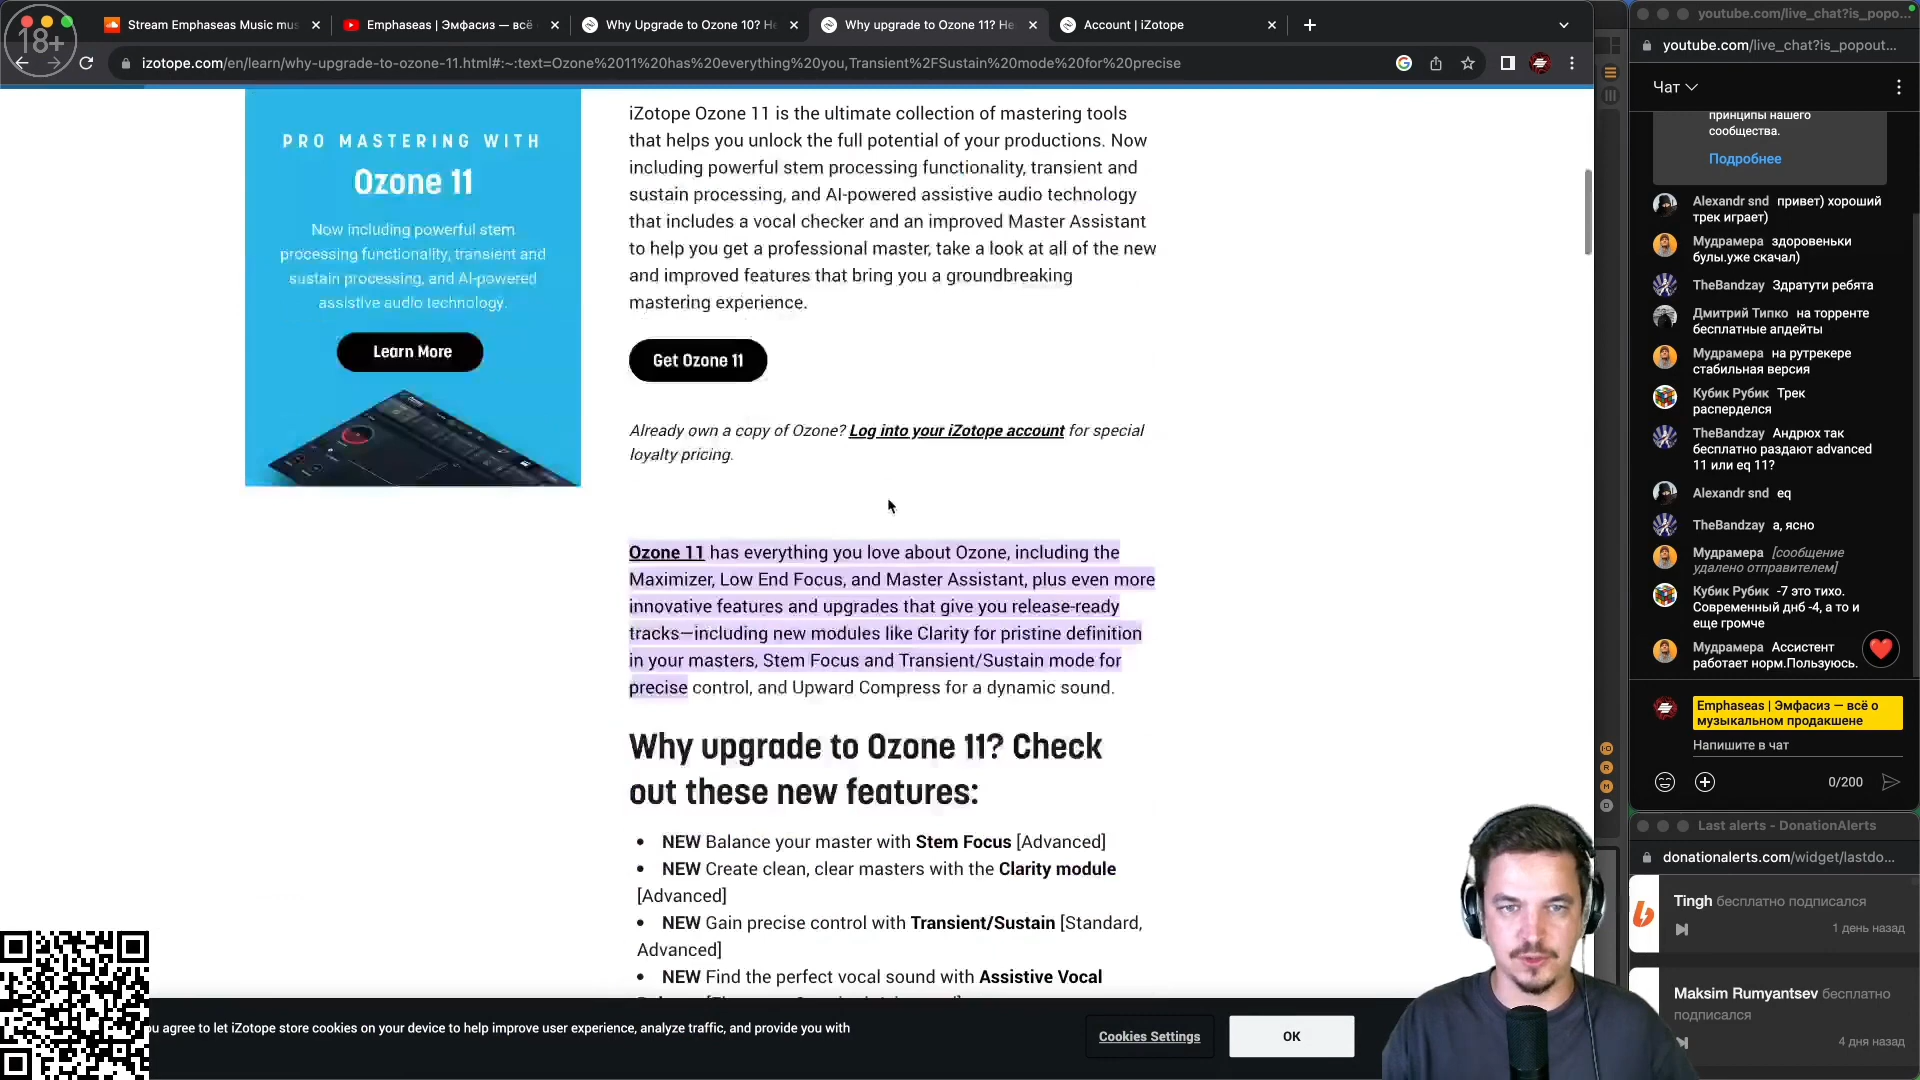 18+
Stream Emphaseas Music mus
Emphaseas | Эмфасиз — всё
Why Upgrade to Ozone 10? He
Why upgrade to Ozone 11? He
Account | iZotope
izotope.com/en/learn/why-upgrade-to-ozone-11.html#:~:text=Ozone%2011%20has%20everything%20you,Transient%2FSustain%20mode%20for%20precise
PRO MASTERING WITH
Ozone 11
Now including powerful stem
processing functionality, transient and
sustain processing, and AI-powered
assistive audio technology.
Learn More
iZotope Ozone 11 is the ultimate collection of mastering tools
that helps you unlock the full potential of your productions. Now
including powerful stem processing functionality, transient and
sustain processing, and AI-powered assistive audio technology
that includes a vocal checker and an improved Master Assistant
to help you get a professional master, take a look at all of the new
and improved features that bring you a groundbreaking
mastering experience.
Get Ozone 11
Already own a copy of Ozone? Log into your iZotope account for special
loyalty pricing.
Ozone 11 has everything you love about Ozone, including the
Maximizer, Low End Focus, and Master Assistant, plus even more
innovative features and upgrades that give you release-ready
tracks—including new modules like Clarity for pristine definition
in your masters, Stem Focus and Transient/Sustain mode for
precise control, and Upward Compress for a dynamic sound.
Why upgrade to Ozone 11? Check
out these new features:
• NEW Balance your master with Stem Focus [Advanced]
• NEW Create clean, clear masters with the Clarity module
[Advanced]
• NEW Gain precise control with Transient/Sustain [Standard,
Advanced]
• NEW Find the perfect vocal sound with Assistive Vocal
u agree to let iZotope store cookies on your device to help improve user experience, analyze traffic, and provide you with
Cookies Settings
OK
youtube.com/live_chat?is_popo...
youtube.com/live_chat?is_popout...
Чат
принципы нашего
сообщества.
Подробнее
Alexandr snd привет) хороший
трек играет)
Мудрамера здоровеньки
булы.уже скачал)
TheBandzay Здратути ребята
Дмитрий Типко на торренте
бесплатные апдейты
Мудрамера на рутрекере
стабильная версия
Кубик Рубик Трек
расперделся
TheBandzay Андрюх так
бесплатно раздают advanced
11 или eq 11?
Alexandr snd eq
TheBandzay а, ясно
Мудрамера [сообщение
удалено отправителем]
Кубик Рубик -7 это тихо.
Современный днб -4, а то и
еще громче
Мудрамера Ассистент
работает норм.Пользуюсь.
Emphaseas | Эмфасиз — всё о
музыкальном продакшене
Напишите в чат
0/200
Last alerts - DonationAlerts
donationalerts.com/widget/lastdo...
Tingh бесплатно подписался
1 день назад
Maksim Rumyantsev бесплатно
подписался
4 дня назад